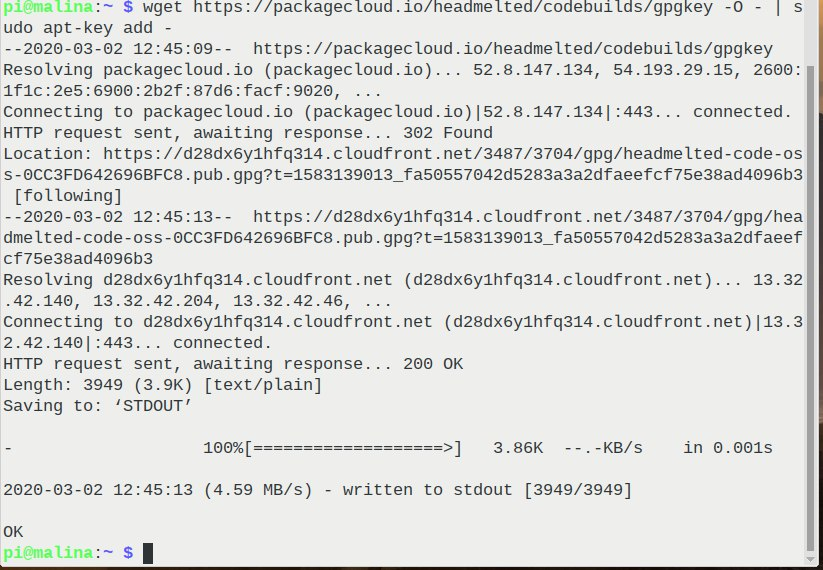 pi@malina:~ $ wget https://packagecloud.io/headmelted/codebuilds/gpgkey -O - | s
udo apt-key add -
--2020-03-02 12:45:09--  https://packagecloud.io/headmelted/codebuilds/gpgkey
Resolving packagecloud.io (packagecloud.io)... 52.8.147.134, 54.193.29.15, 2600:
1f1c:2e5:6900:2b2f:87d6:facf:9020, ...
Connecting to packagecloud.io (packagecloud.io)|52.8.147.134|:443... connected.
HTTP request sent, awaiting response... 302 Found
Location: https://d28dx6y1hfq314.cloudfront.net/3487/3704/gpg/headmelted-code-os
s-0CC3FD642696BFC8.pub.gpg?t=1583139013_fa50557042d5283a3a2dfaeefcf75e38ad4096b3
 [following]
--2020-03-02 12:45:13--  https://d28dx6y1hfq314.cloudfront.net/3487/3704/gpg/hea
dmelted-code-oss-0CC3FD642696BFC8.pub.gpg?t=1583139013_fa50557042d5283a3a2dfaeef
cf75e38ad4096b3
Resolving d28dx6y1hfq314.cloudfront.net (d28dx6y1hfq314.cloudfront.net)... 13.32
.42.140, 13.32.42.204, 13.32.42.46, ...
Connecting to d28dx6y1hfq314.cloudfront.net (d28dx6y1hfq314.cloudfront.net)|13.3
2.42.140|:443... connected.
HTTP request sent, awaiting response... 200 OK
Length: 3949 (3.9K) [text/plain]
Saving to: ‘STDOUT’
-                   100%[===================>]   3.86K  --.-KB/s    in 0.001s
2020-03-02 12:45:13 (4.59 MB/s) - written to stdout [3949/3949]
OK
pi@malina:~ $